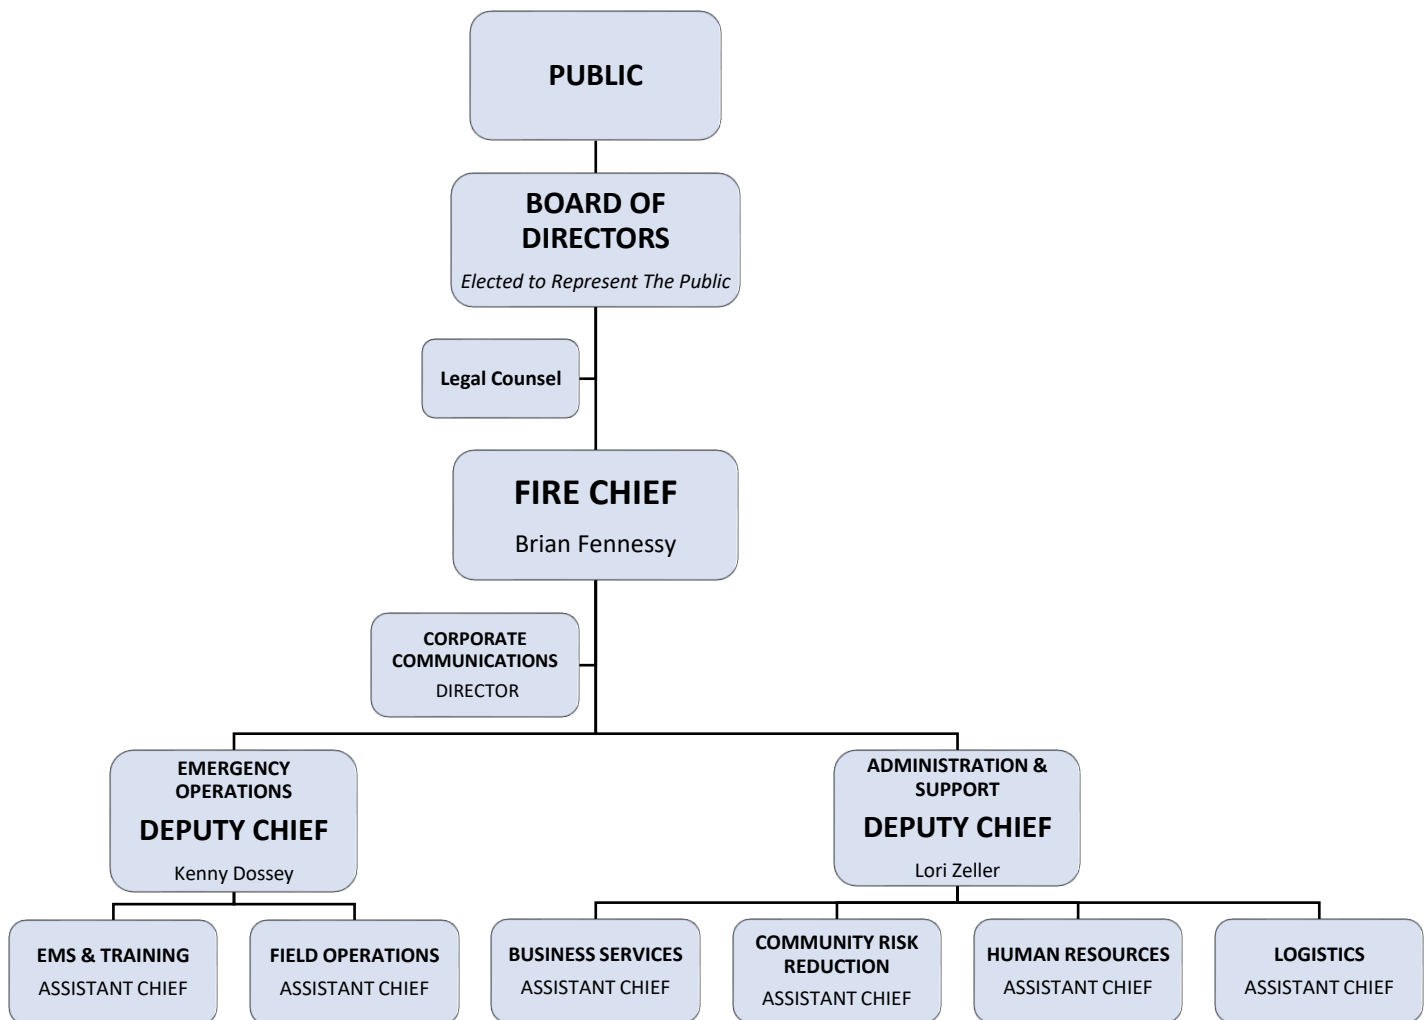 PUBLIC
BOARD OF
DIRECTORS
Elected to Represent The Public
Legal Counsel
FIRE CHIEF
Brian Fennessy
CORPORATE
COMMUNICATIONS
DIRECTOR
EMERGENCY
OPERATIONS
DEPUTY CHIEF
Kenny Dossey
ADMINISTRATION &
SUPPORT
DEPUTY CHIEF
Lori Zeller
EMS & TRAINING
ASSISTANT CHIEF
FIELD OPERATIONS
ASSISTANT CHIEF
BUSINESS SERVICES
ASSISTANT CHIEF
COMMUNITY RISK
REDUCTION
ASSISTANT CHIEF
HUMAN RESOURCES
ASSISTANT CHIEF
LOGISTICS
ASSISTANT CHIEF